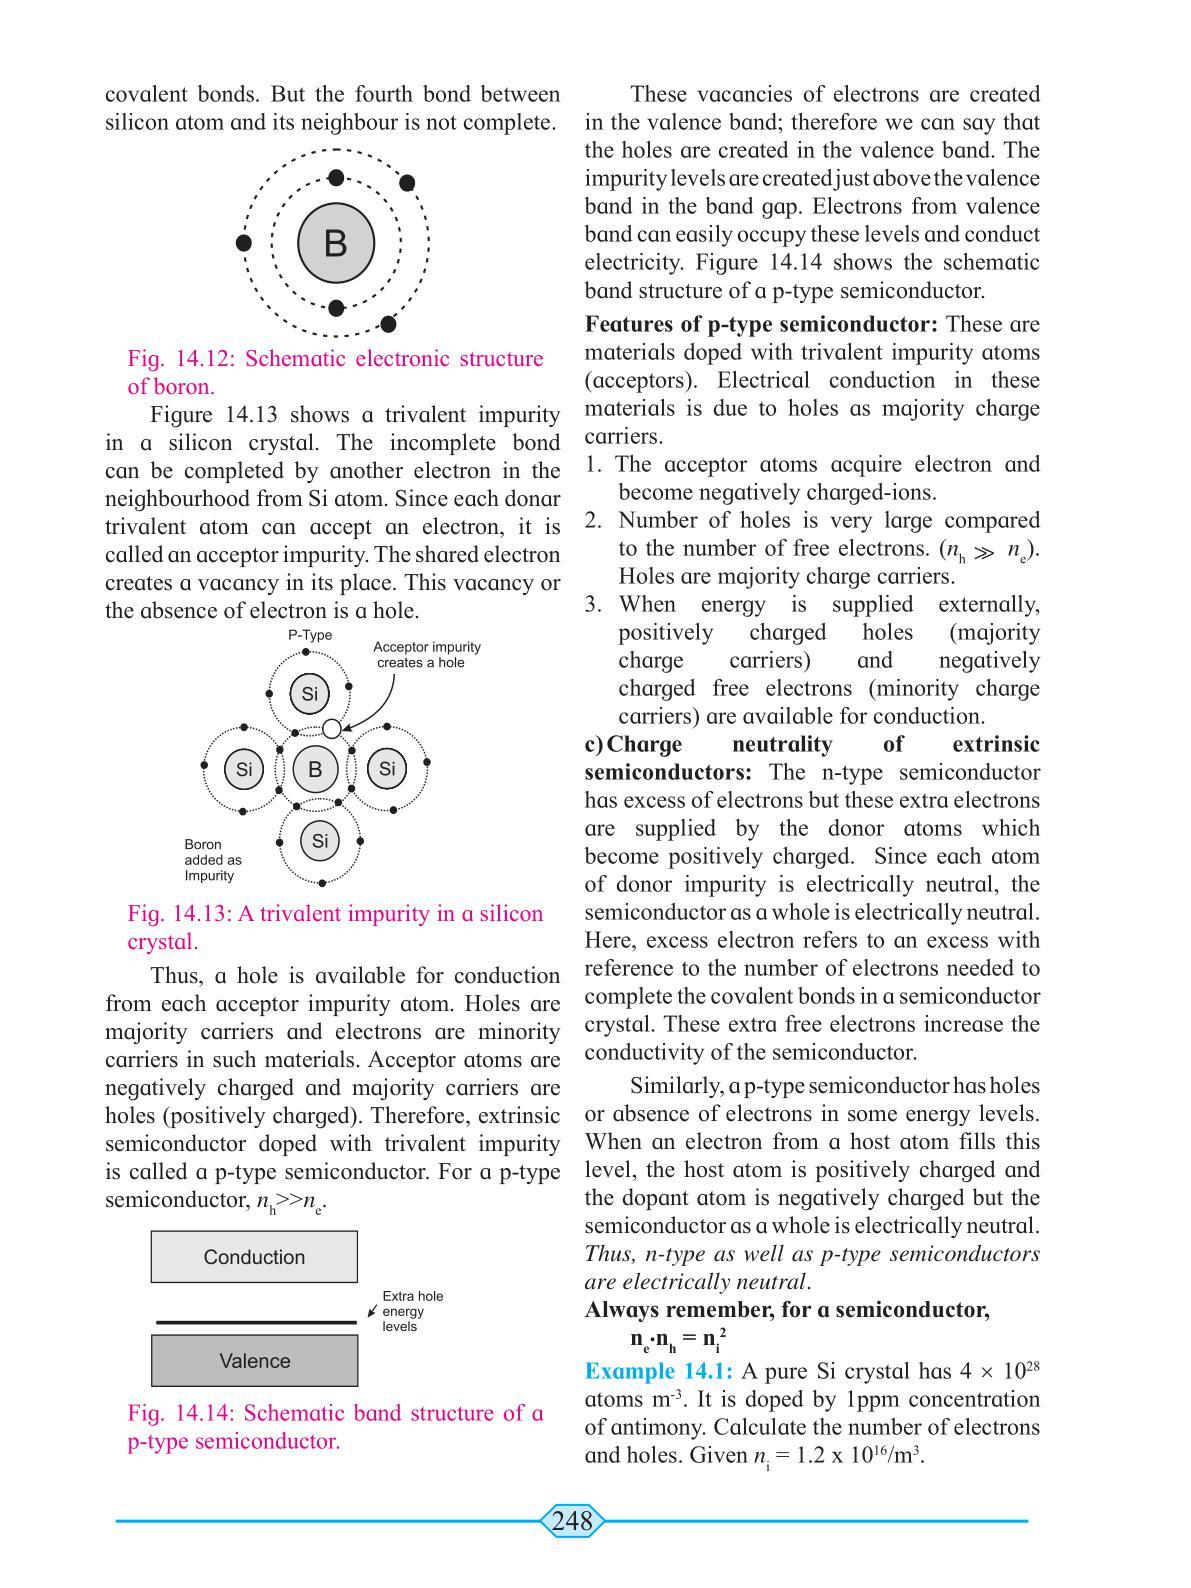 covalent bonds. But the fourth bond between
silicon atom and its neighbour is not complete.
B
Fig. 14.12: Schematic electronic structure
of boron.
Figure 14.13 shows a trivalent impurity
in a silicon crystal. The incomplete bond
can be completed by another electron in the
neighbourhood from Si atom. Since each donar
trivalent atom can accept an electron, it is
called an acceptor impurity. The shared electron
creates a vacancy in its place. This vacancy or
the absence of electron is a hole.
P-Type
Acceptor impurity
creates a hole
Si
Si
B
Si
Si
Boron
added as
Impurity
Fig. 14.13: A trivalent impurity in a silicon
crystal.
Thus, a hole is available for conduction
from each acceptor impurity atom. Holes are
majority carriers and electrons are minority
carriers in such materials. Acceptor atoms are
negatively charged and majority carriers are
holes (positively charged). Therefore, extrinsic
semiconductor doped with trivalent impurity
is called a p-type semiconductor. For a p-type
semiconductor, nₕ>>nₑ.
Conduction
Extra hole
energy
levels
Valence
Fig. 14.14: Schematic band structure of a
p-type semiconductor.
These vacancies of electrons are created
in the valence band; therefore we can say that
the holes are created in the valence band. The
impurity levels are created just above the valence
band in the band gap. Electrons from valence
band can easily occupy these levels and conduct
electricity. Figure 14.14 shows the schematic
band structure of a p-type semiconductor.
Features of p-type semiconductor: These are
materials doped with trivalent impurity atoms
(acceptors). Electrical conduction in these
materials is due to holes as majority charge
carriers.
1. The acceptor atoms acquire electron and
become negatively charged-ions.
2. Number of holes is very large compared
to the number of free electrons. (nₕ ≫ nₑ).
Holes are majority charge carriers.
3. When energy is supplied externally,
positively charged holes (majority
charge carriers) and negatively
charged free electrons (minority charge
carriers) are available for conduction.
c) Charge neutrality of extrinsic
semiconductors: The n-type semiconductor
has excess of electrons but these extra electrons
are supplied by the donor atoms which
become positively charged. Since each atom
of donor impurity is electrically neutral, the
semiconductor as a whole is electrically neutral.
Here, excess electron refers to an excess with
reference to the number of electrons needed to
complete the covalent bonds in a semiconductor
crystal. These extra free electrons increase the
conductivity of the semiconductor.
Similarly, a p-type semiconductor has holes
or absence of electrons in some energy levels.
When an electron from a host atom fills this
level, the host atom is positively charged and
the dopant atom is negatively charged but the
semiconductor as a whole is electrically neutral.
Thus, n-type as well as p-type semiconductors
are electrically neutral.
Always remember, for a semiconductor,
nₑ·nₕ = nᵢ²
Example 14.1: A pure Si crystal has 4 × 10²⁸
atoms m⁻³. It is doped by 1ppm concentration
of antimony. Calculate the number of electrons
and holes. Given nᵢ = 1.2 x 10¹⁶/m³.
248